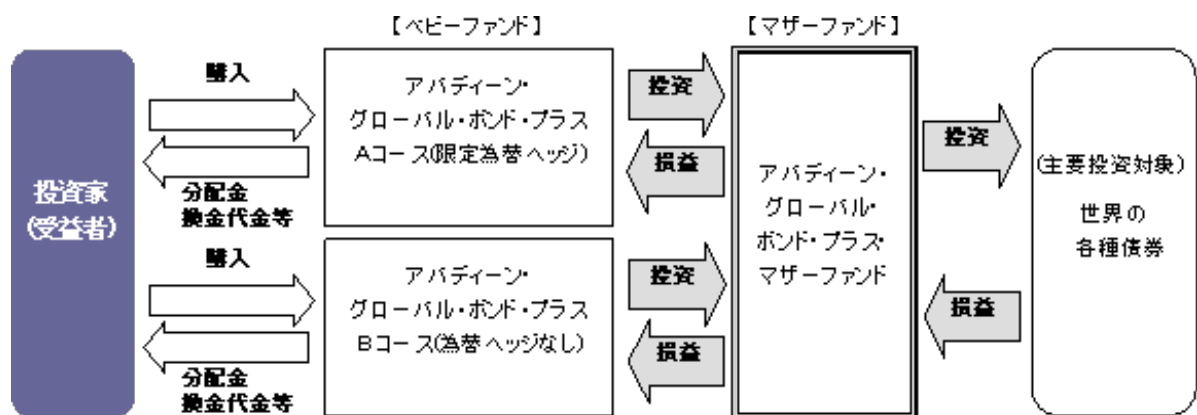 【ベビーファンド】
【マザーファンド】
投資家
(受益者)
購入
分配金
換金代金等
購入
分配金
換金代金等
アバディーン・
グローバル・ボンド・プラス
Aコース(限定為替ヘッジ)
アバディーン・
グローバル・ボンド・プラス
Bコース(為替ヘッジなし)
投資
損益
投資
損益
アバディーン・
グローバル・
ボンド・プラス・
マザーファンド
投資
損益
(主要投資対象)
世界の
各種債券